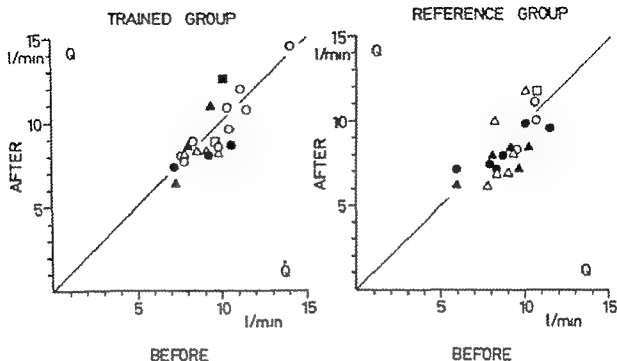 TRAINED GROUP
REFERENCE GROUP
15
l/min
Q
10
5
AFTER
Q̇
5
10
15
l/min
BEFORE
15
l/min
Q
10
5
AFTER
Q
5
10
15
l/min
BEFORE